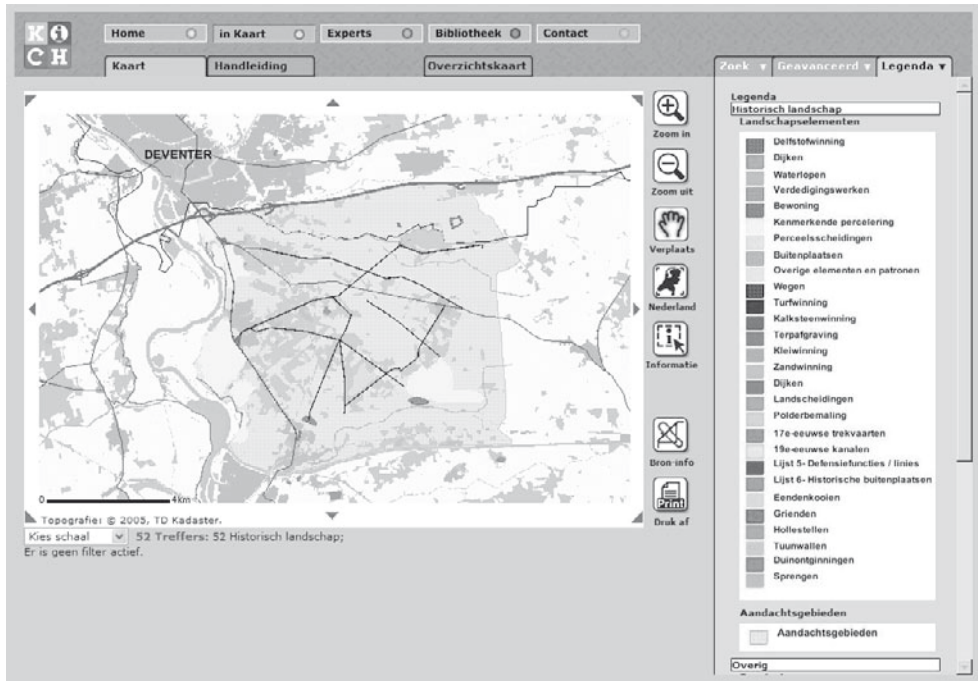 K i
C H
Home
in Kaart
Experts
Bibliotheek
Contact
Kaart
Handleiding
Overzichtskaart
Zoek
Geavanceerd
Legenda
DEVENTER
0 4km
Topografie: © 2005, TD Kadaster.
Kies schaal
52 Treffers: 52 Historisch landschap;
Er is geen filter actief.
Zoom in
Zoom uit
Verplaats
Nederland
Informatie
Bron-info
Print
Druk af
Legenda
Historisch landschap
Landschapselementen
Delfstofwinning
Dijken
Waterlopen
Verdedigingswerken
Bewoning
Kenmerkende percelering
Perceelsscheidingen
Buitenplaatsen
Overige elementen en patronen
Wegen
Turfwinning
Kalksteenwinning
Terpafgraving
Kleiwinning
Zandwinning
Dijken
Landscheidingen
Polderbemaling
17e-eeuwse trekvaarten
19e-eeuwse kanalen
Lijst 5- Defensiefuncties / linies
Lijst 6- Historische buitenplaatsen
Eendenkooien
Grienden
Hollestellen
Tuunwallen
Duinontginningen
Sprengen
Aandachtsgebieden
Aandachtsgebieden
Overig